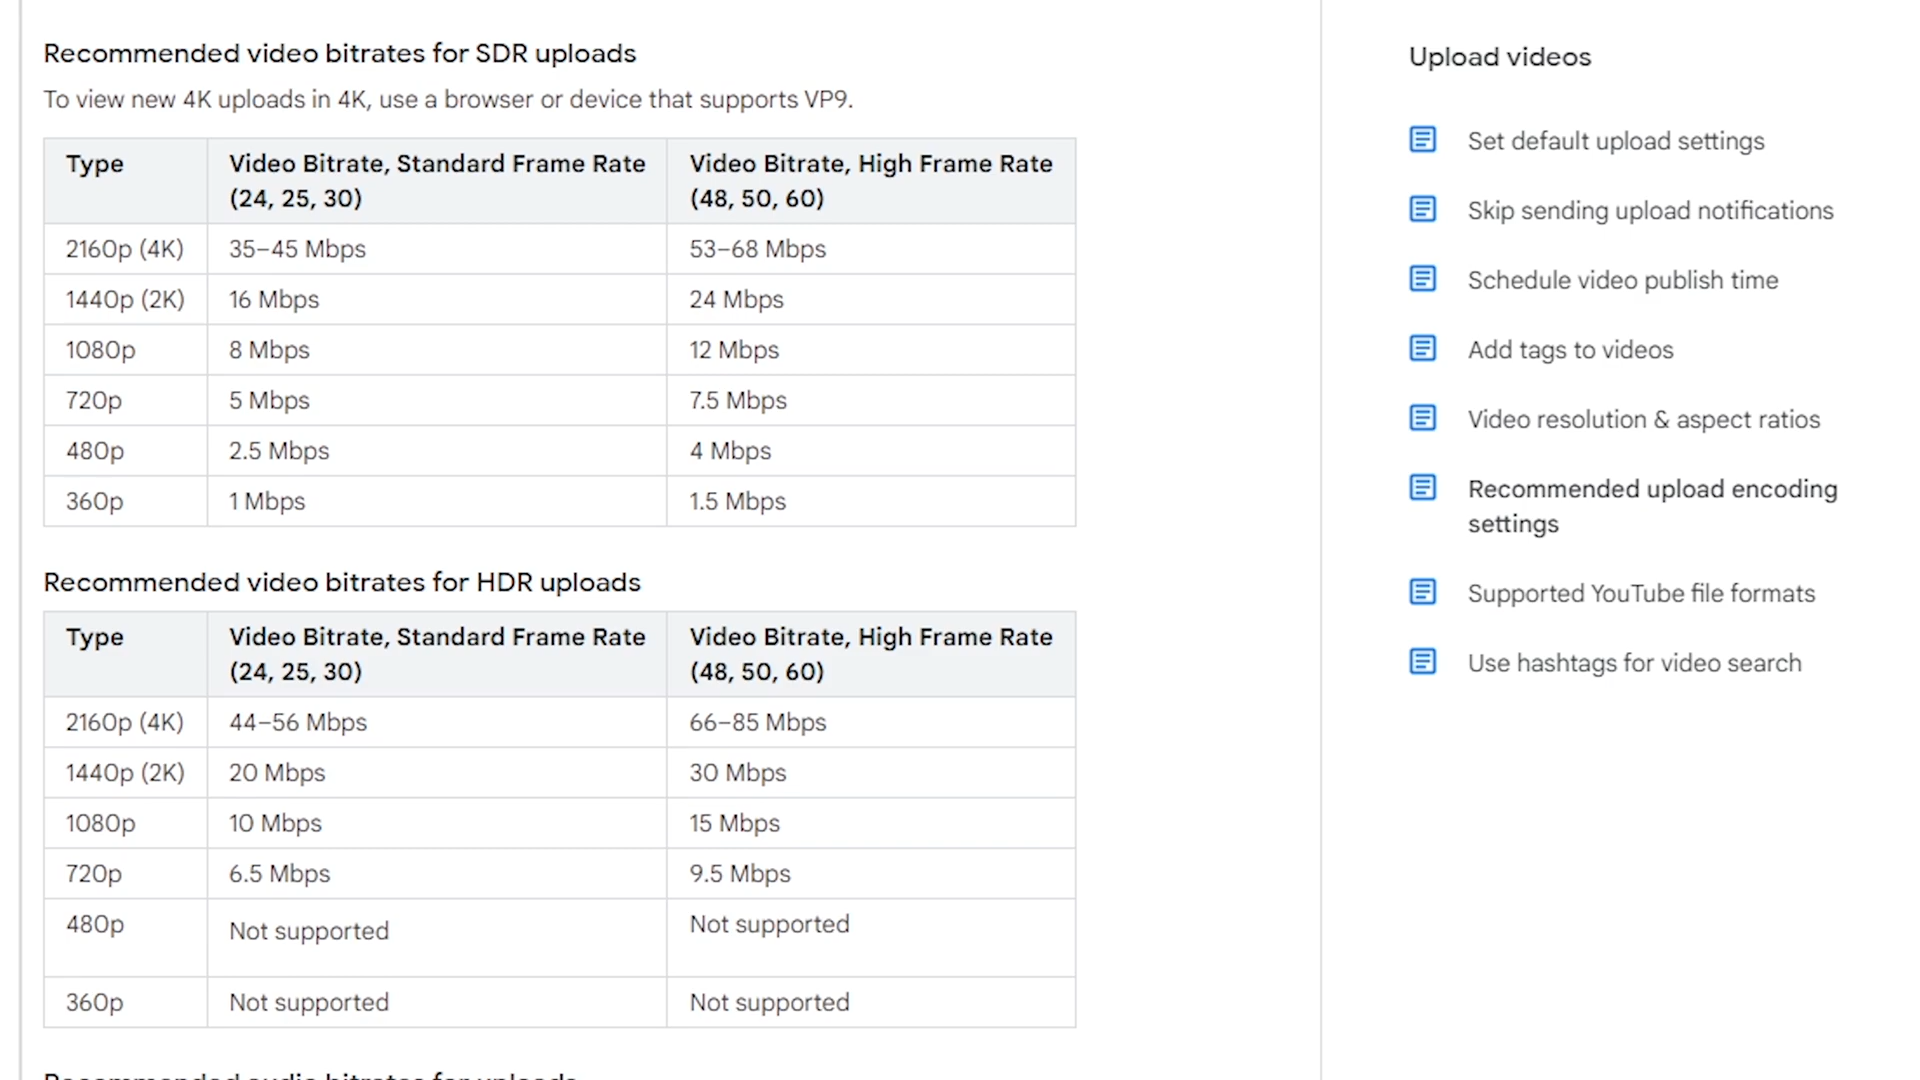 Recommended video bitrates for SDR uploads
To view new 4K uploads in 4K, use a browser or device that supports VP9.
Type
Video Bitrate, Standard Frame Rate
(24, 25, 30)
Video Bitrate, High Frame Rate
(48, 50, 60)
2160p (4K) 35–45 Mbps 53–68 Mbps
1440p (2K) 16 Mbps 24 Mbps
1080p 8 Mbps 12 Mbps
720p 5 Mbps 7.5 Mbps
480p 2.5 Mbps 4 Mbps
360p 1 Mbps 1.5 Mbps
Recommended video bitrates for HDR uploads
Type
Video Bitrate, Standard Frame Rate
(24, 25, 30)
Video Bitrate, High Frame Rate
(48, 50, 60)
2160p (4K) 44–56 Mbps 66–85 Mbps
1440p (2K) 20 Mbps 30 Mbps
1080p 10 Mbps 15 Mbps
720p 6.5 Mbps 9.5 Mbps
480p Not supported Not supported
360p Not supported Not supported
Recommended audio bitrates for uploads
Upload videos
Set default upload settings
Skip sending upload notifications
Schedule video publish time
Add tags to videos
Video resolution & aspect ratios
Recommended upload encoding
settings
Supported YouTube file formats
Use hashtags for video search